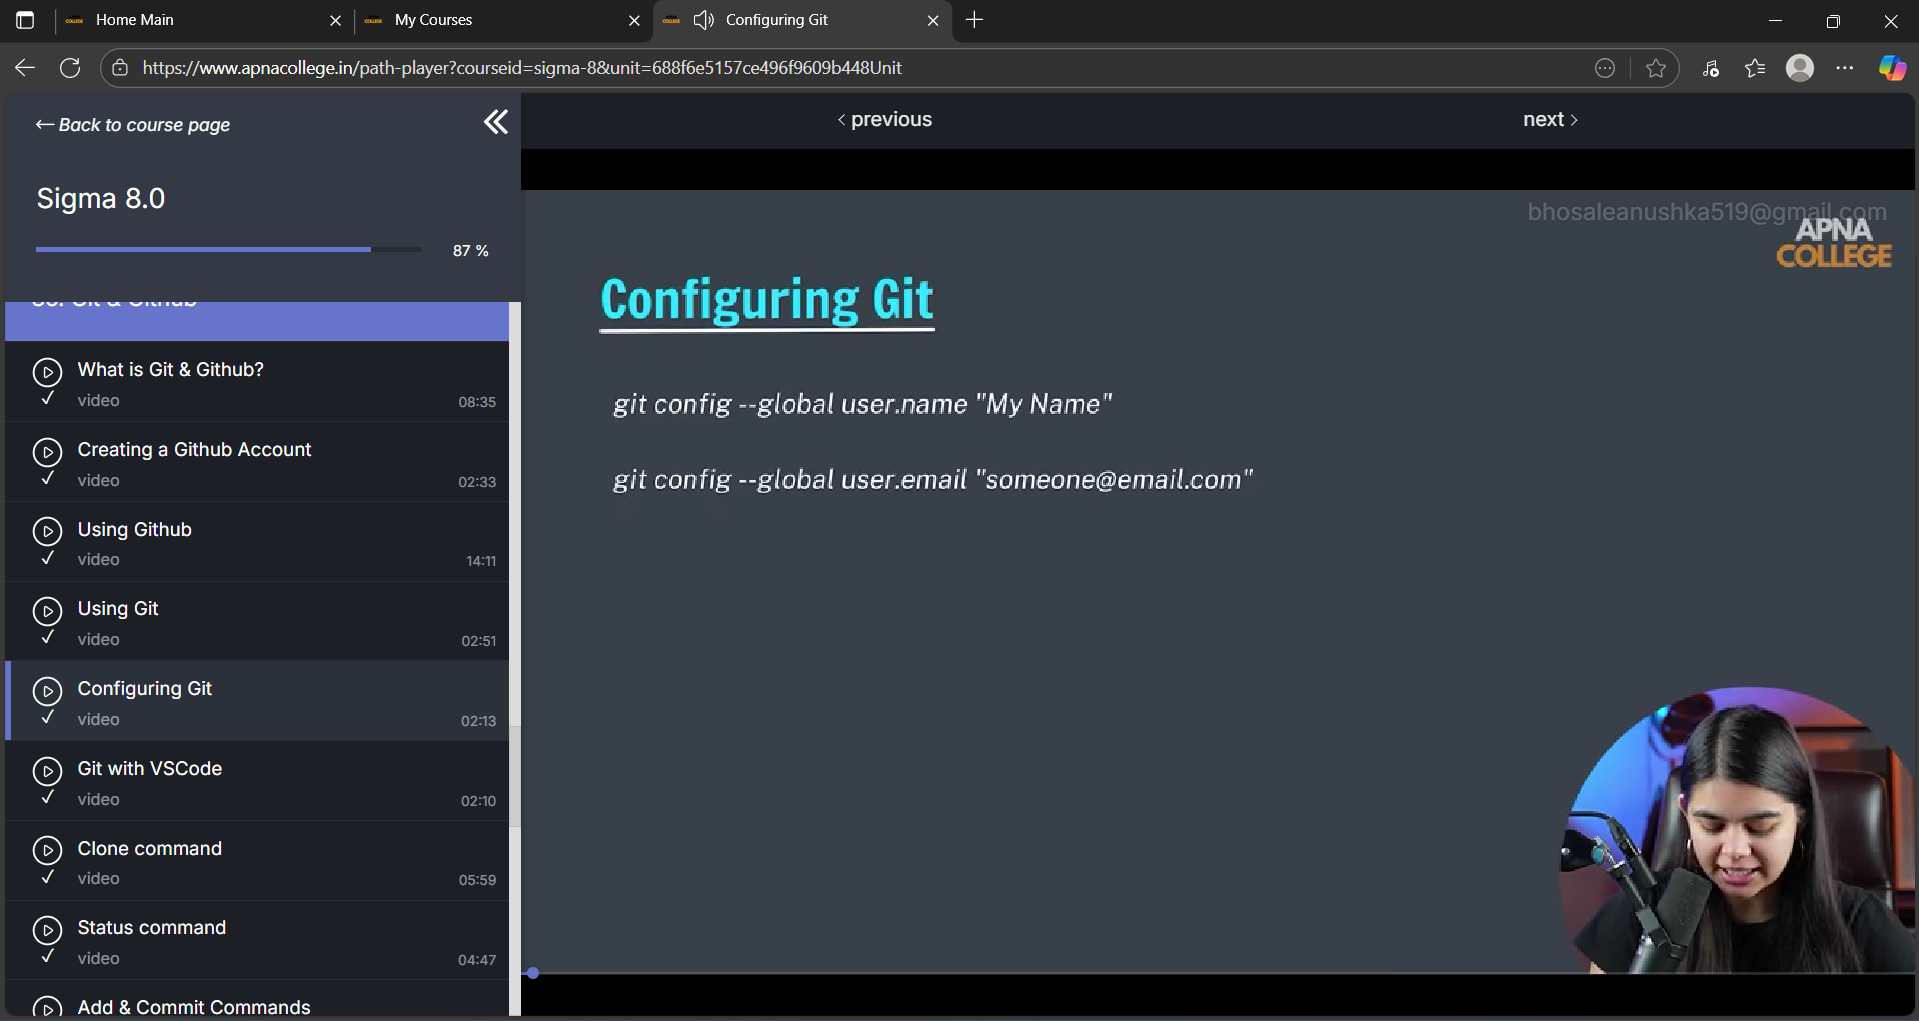 Home Main
My Courses
Configuring Git
https://www.apnacollege.in/path-player?courseid=sigma-8&unit=688f6e5157ce496f9609b448Unit
Back to course page
Sigma 8.0
87 %
Git & Github
What is Git & Github?
video
08:35
Creating a Github Account
video
02:33
Using Github
video
14:11
Using Git
video
02:51
Configuring Git
video
02:13
Git with VSCode
video
02:10
Clone command
video
05:59
Status command
video
04:47
Add & Commit Commands
previous
next
bhosaleanushka519@gmail.com
APNA
COLLEGE
Configuring Git
git config --global user.name "My Name"
git config --global user.email "someone@email.com"